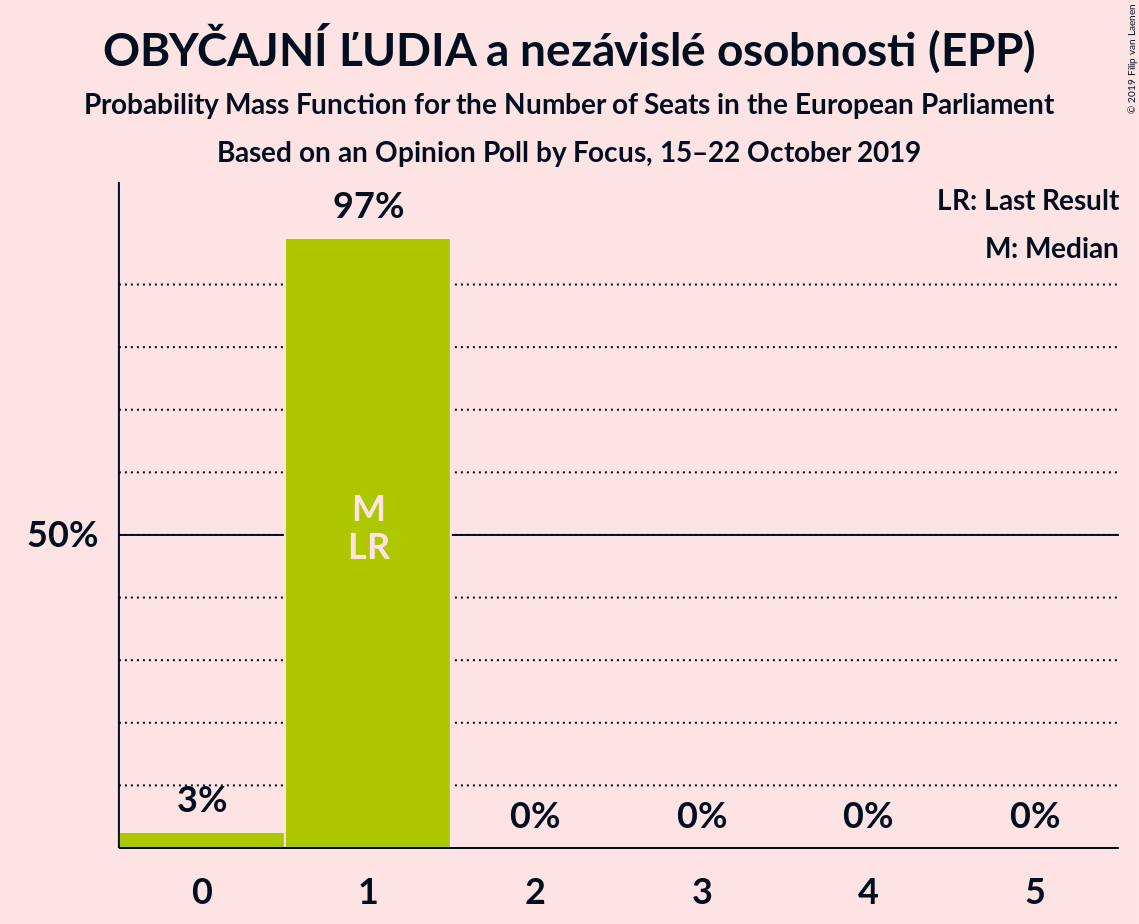 OBYČAJNÍ ĽUDIA a nezávislé osobnosti (EPP)
Probability Mass Function for the Number of Seats in the European Parliament
Based on an Opinion Poll by Focus, 15–22 October 2019
© 2019 Filip van Laenen
LR: Last Result
M: Median
97%
50%
M
LR
3%
0%
0%
0%
0%
0
1
2
3
4
5